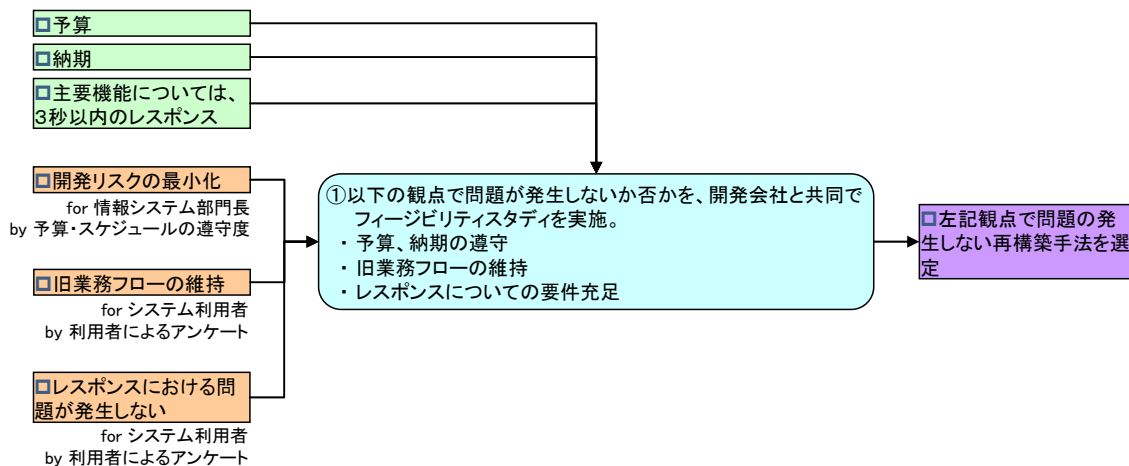 予算
納期
主要機能については、
3秒以内のレスポンス
開発リスクの最小化
for 情報システム部門長
by 予算・スケジュールの遵守度
旧業務フローの維持
for システム利用者
by 利用者によるアンケート
レスポンスにおける問
題が発生しない
for システム利用者
by 利用者によるアンケート
①以下の観点で問題が発生しないか否かを、開発会社と共同で
フィージビリティスタディを実施。
・ 予算、納期の遵守
・ 旧業務フローの維持
・ レスポンスについての要件充足
左記観点で問題の発
生しない再構築手法を選
定